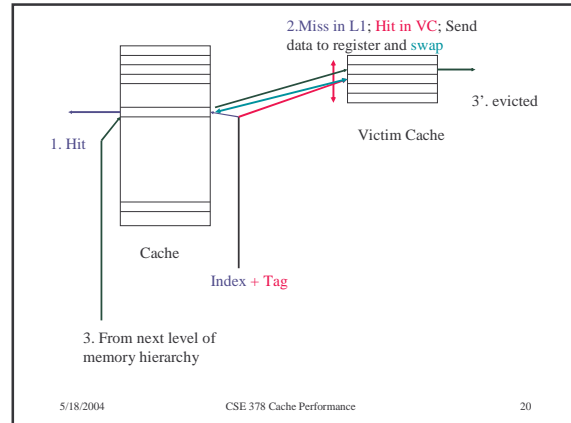 2.Miss in L1; Hit in VC; Send
data to register and swap
3’. evicted
1. Hit
Victim Cache
Cache
Index + Tag
3. From next level of
memory hierarchy
5/18/2004
CSE 378 Cache Performance
20